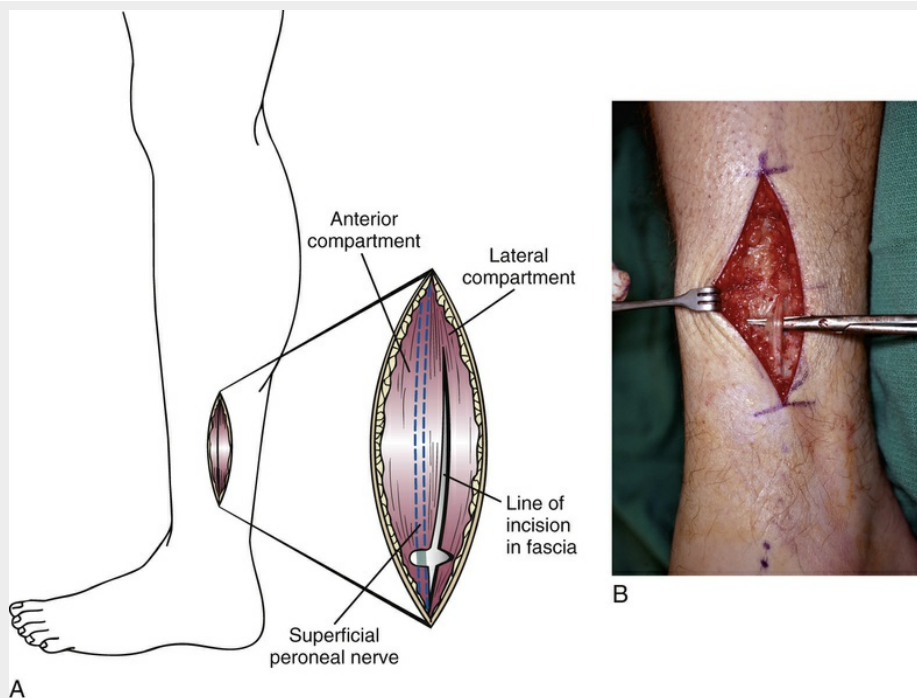 Anterior
compartment
Lateral
compartment
Line of
incision
in fascia
Superficial
peroneal nerve
A
B